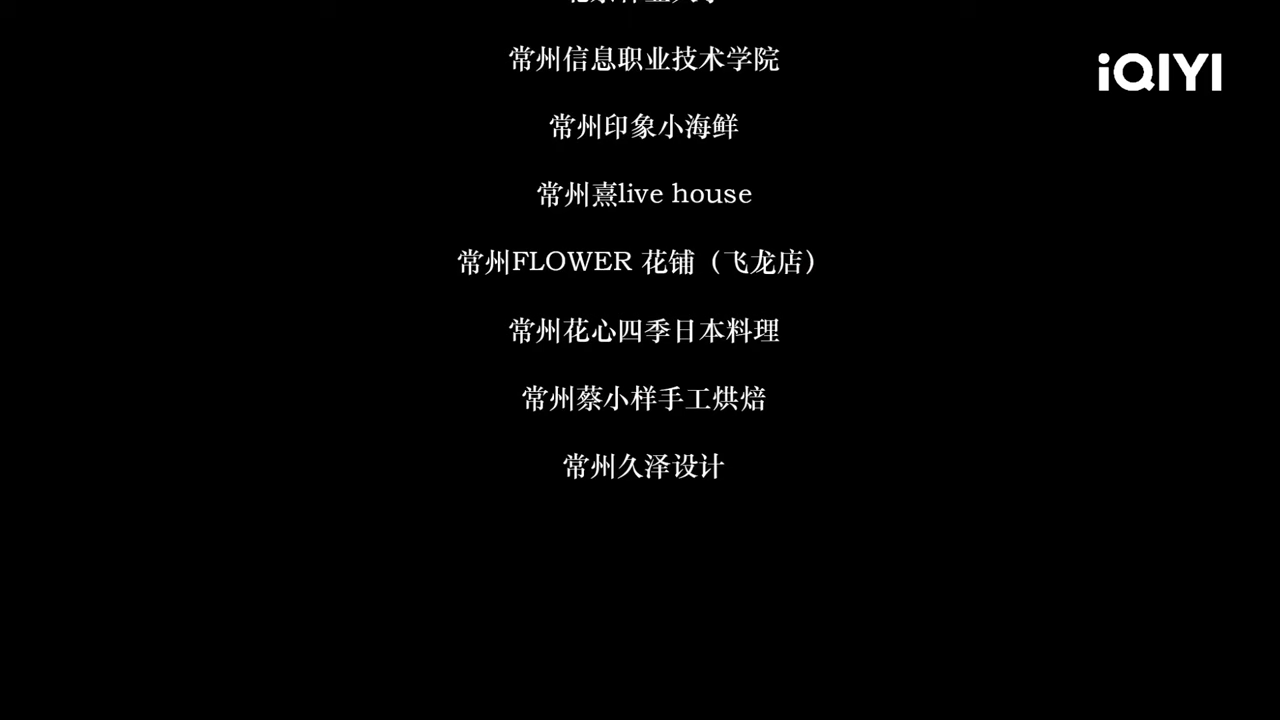 常州信息职业技术学院
iQIYI
常州印象小海鲜
常州熹live house
常州FLOWER 花铺（飞龙店）
常州花心四季日本料理
常州蔡小样手工烘焙
常州久泽设计